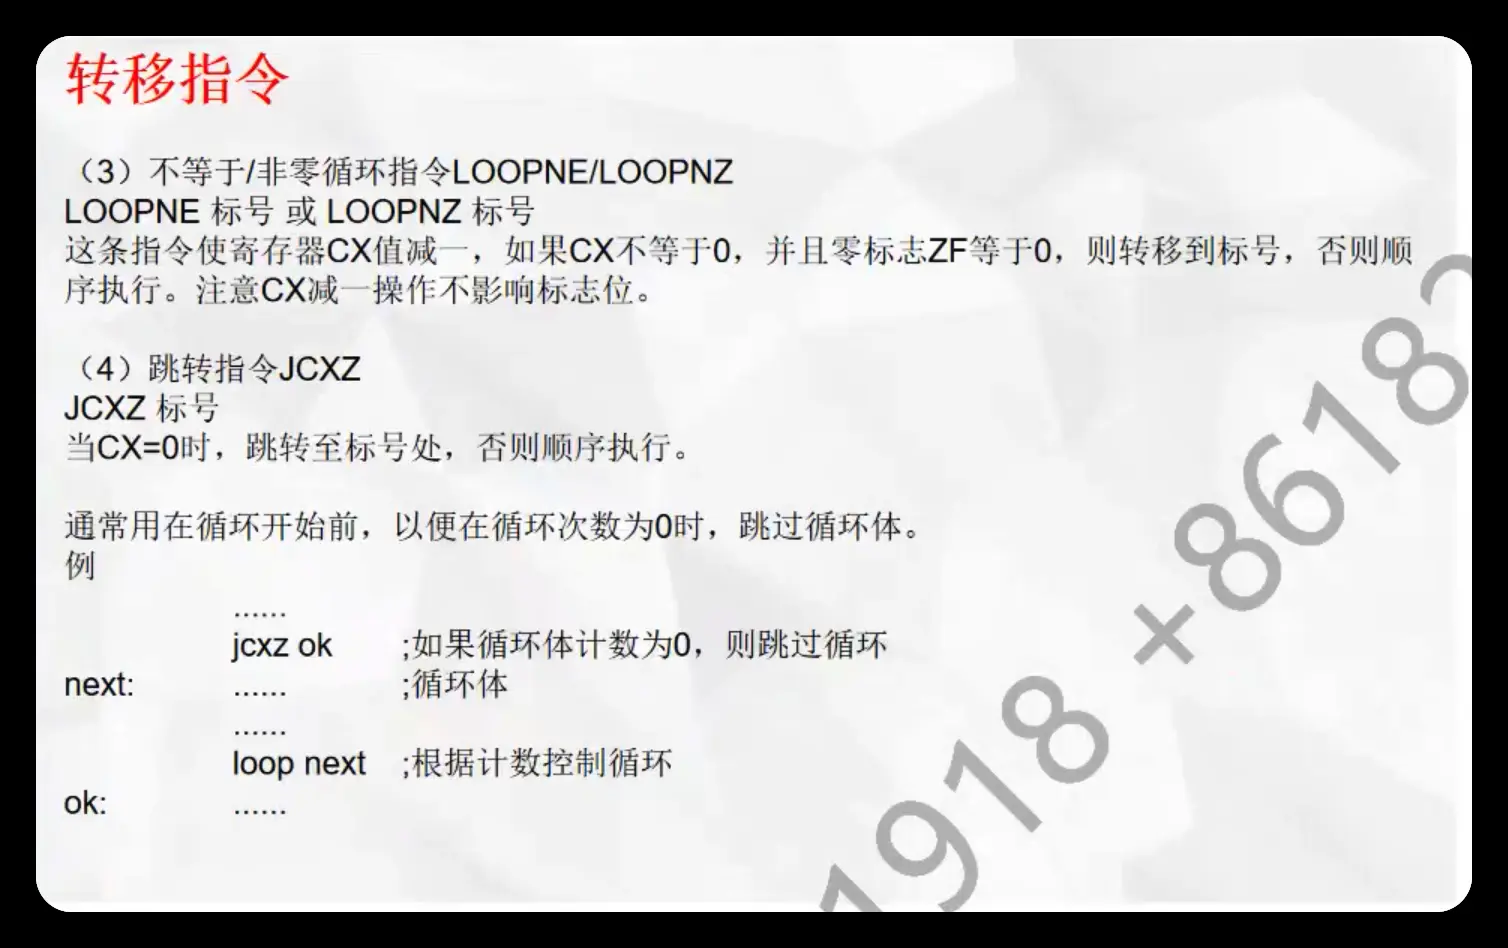 转移指令
（3）不等于/非零循环指令LOOPNE/LOOPNZ
LOOPNE 标号 或 LOOPNZ 标号
这条指令使寄存器CX值减一，如果CX不等于0，并且零标志ZF等于0，则转移到标号，否则顺
序执行。注意CX减一操作不影响标志位。
（4）跳转指令JCXZ
JCXZ 标号
当CX=0时，跳转至标号处，否则顺序执行。
通常用在循环开始前，以便在循环次数为0时，跳过循环体。
例
......
jcxz ok ;如果循环体计数为0，则跳过循环
next: ...... ;循环体
......
loop next ;根据计数控制循环
ok: ......
1918 +8618